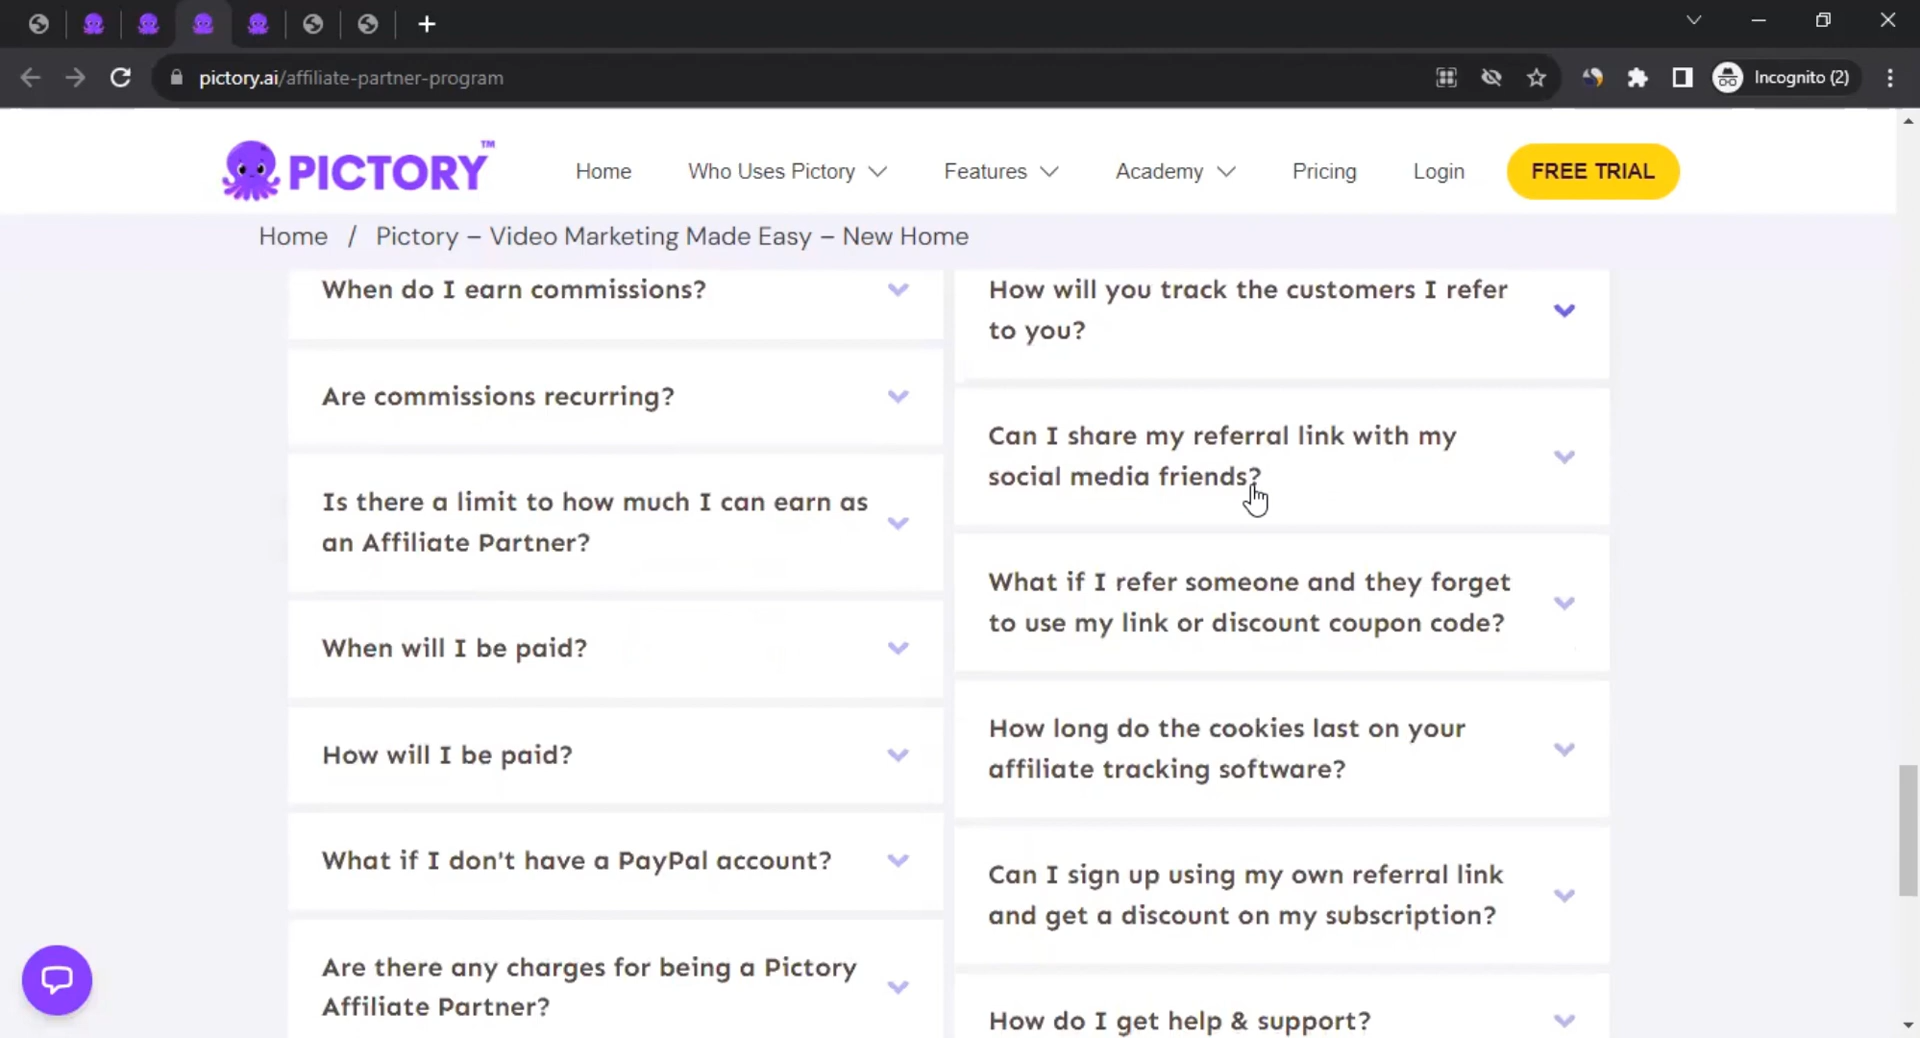 pictory.ai/affiliate-partner-program
Incognito (2)
PICTORY™
Home
Who Uses Pictory
Features
Academy
Pricing
Login
FREE TRIAL
Home / Pictory – Video Marketing Made Easy – New Home
When do I earn commissions?
Are commissions recurring?
Is there a limit to how much I can earn as
an Affiliate Partner?
When will I be paid?
How will I be paid?
What if I don't have a PayPal account?
Are there any charges for being a Pictory
Affiliate Partner?
How will you track the customers I refer
to you?
Can I share my referral link with my
social media friends?
What if I refer someone and they forget
to use my link or discount coupon code?
How long do the cookies last on your
affiliate tracking software?
Can I sign up using my own referral link
and get a discount on my subscription?
How do I get help & support?